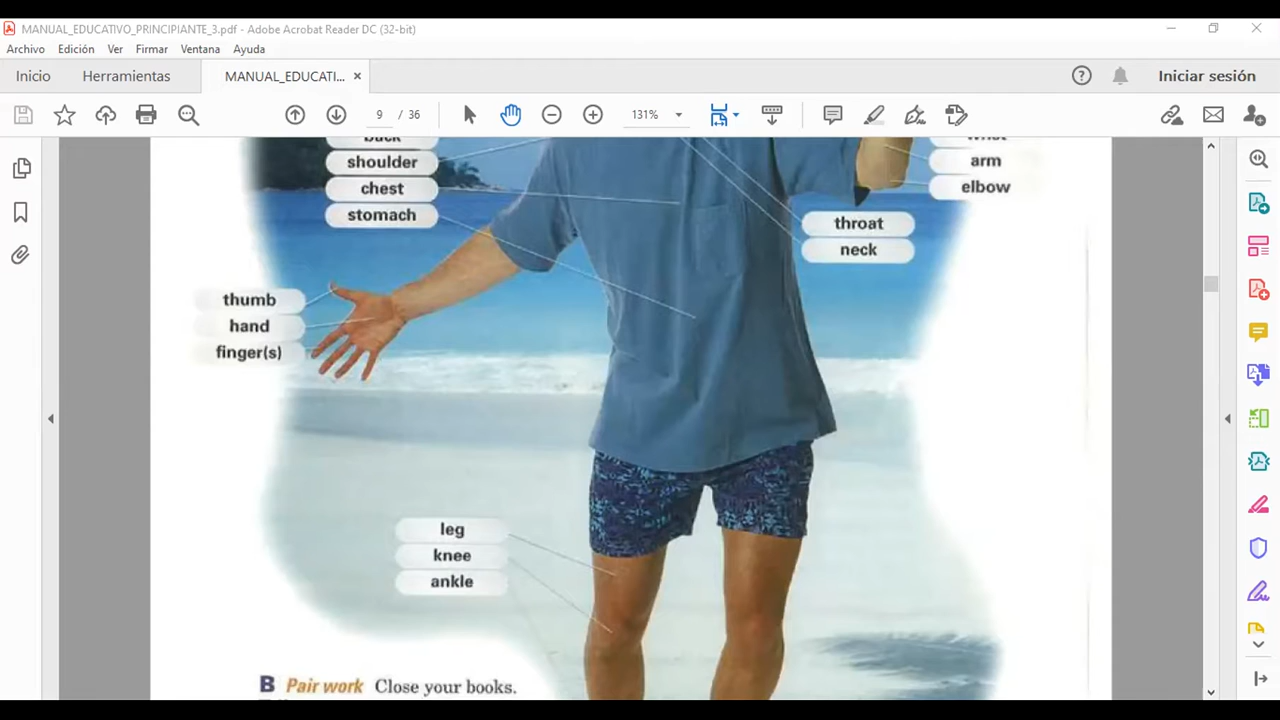 MANUAL_EDUCATIVO_PRINCIPIANTE_3.pdf - Adobe Acrobat Reader DC (32-bit)
Archivo Edición Ver Firmar Ventana Ayuda
Inicio Herramientas MANUAL_EDUCATI... Iniciar sesión
9 / 36 131%
back
shoulder
chest
stomach
wrist
arm
elbow
throat
neck
thumb
hand
finger(s)
leg
knee
ankle
B Pair work Close your books.